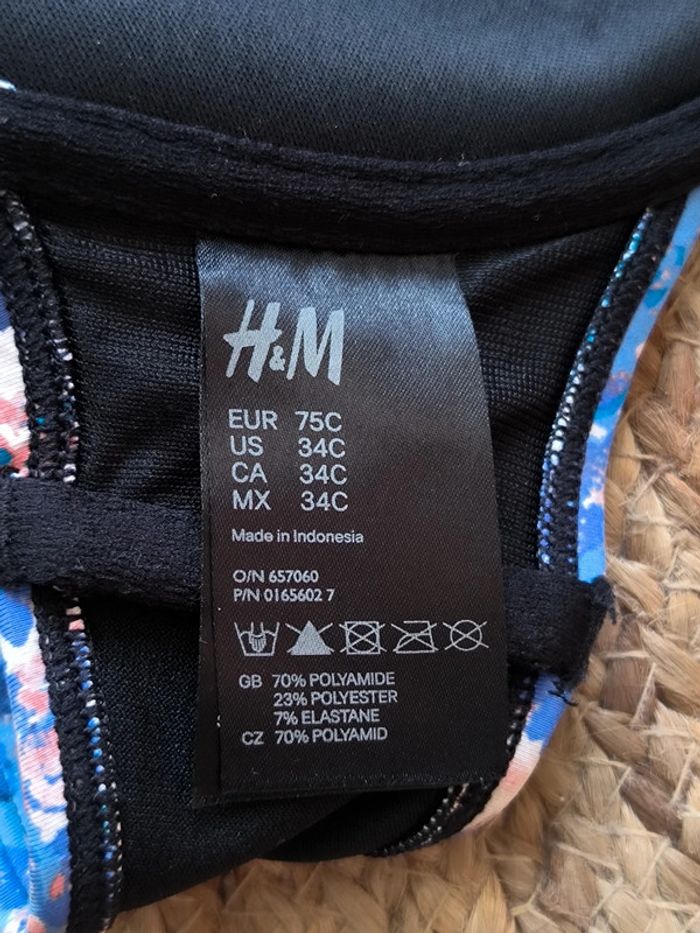 H&M
EUR 75C
US 34C
CA 34C
MX 34C
Made in Indonesia
O/N 657060
P/N 0165602 7
GB 70% POLYAMIDE
23% POLYESTER
7% ELASTANE
CZ 70% POLYAMID